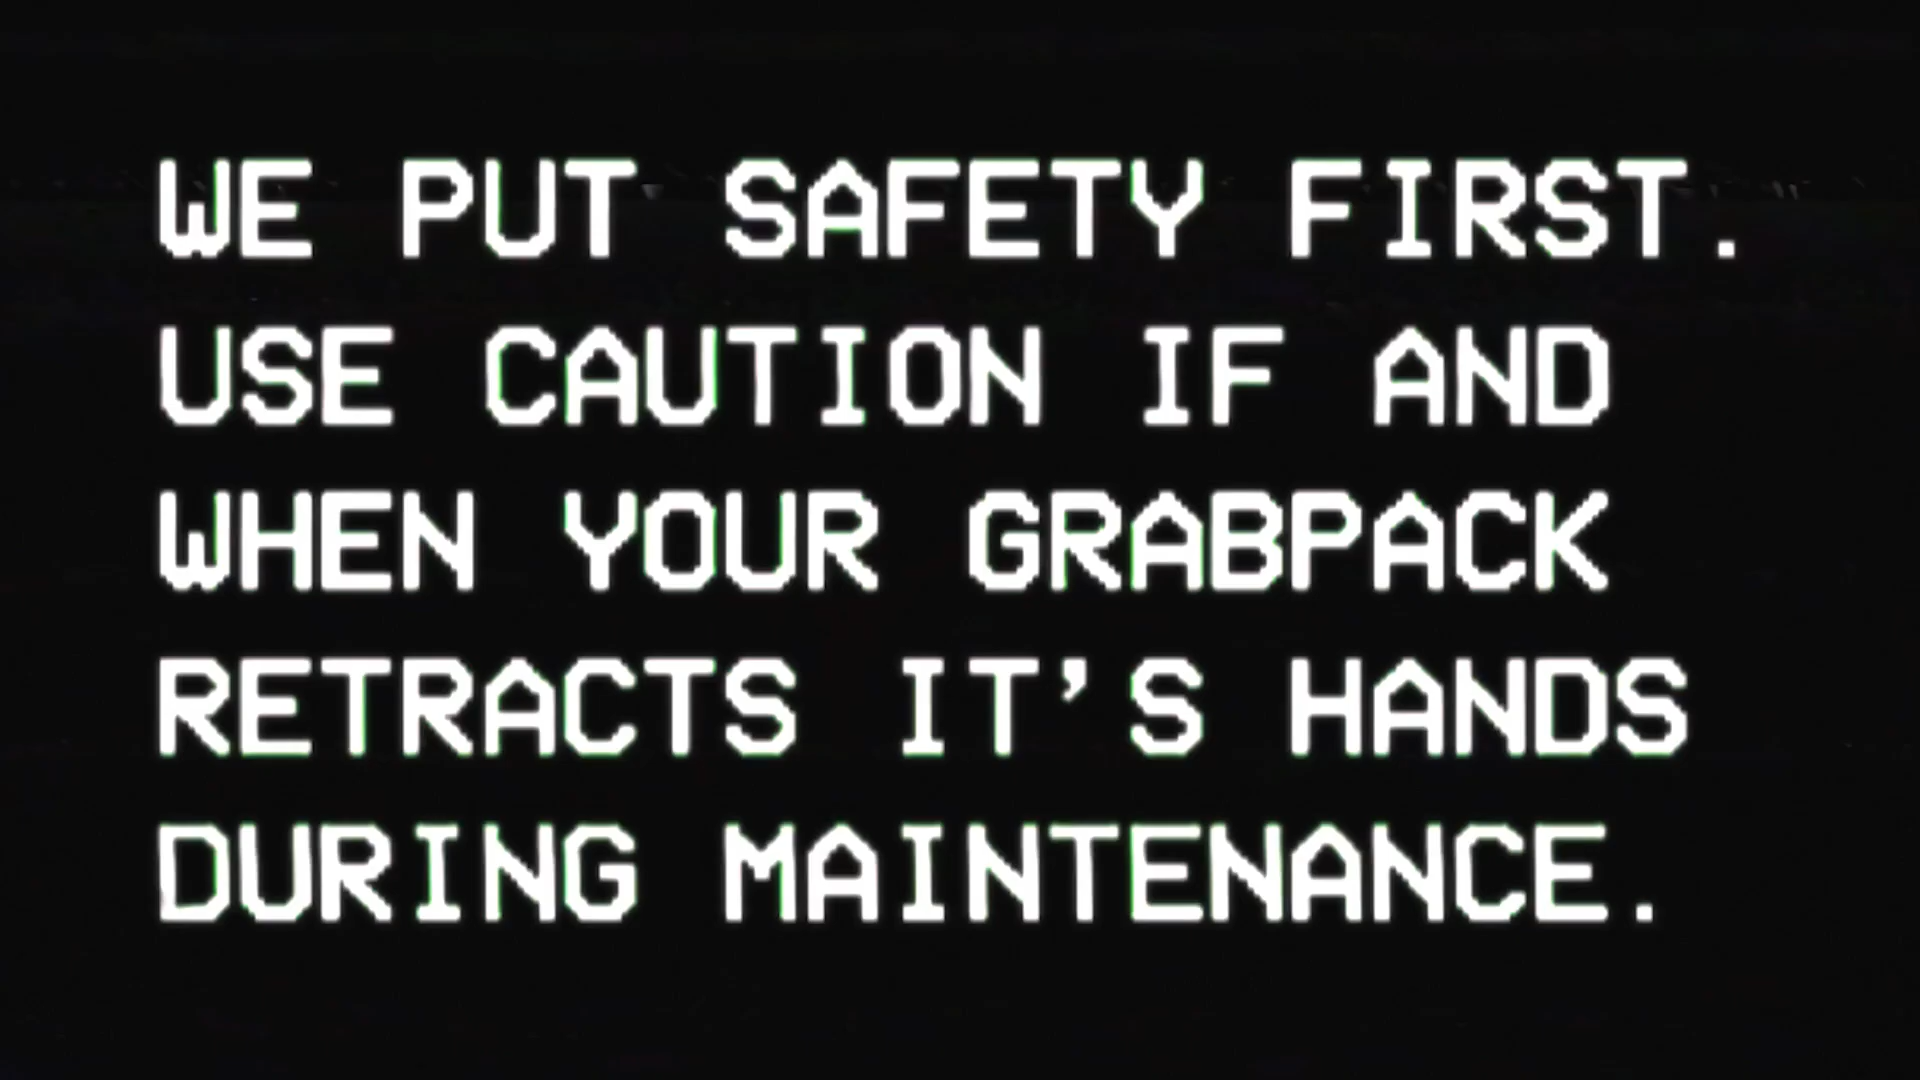 WE PUT SAFETY FIRST.
USE CAUTION IF AND
WHEN YOUR GRABPACK
RETRACTS IT'S HANDS
DURING MAINTENANCE.